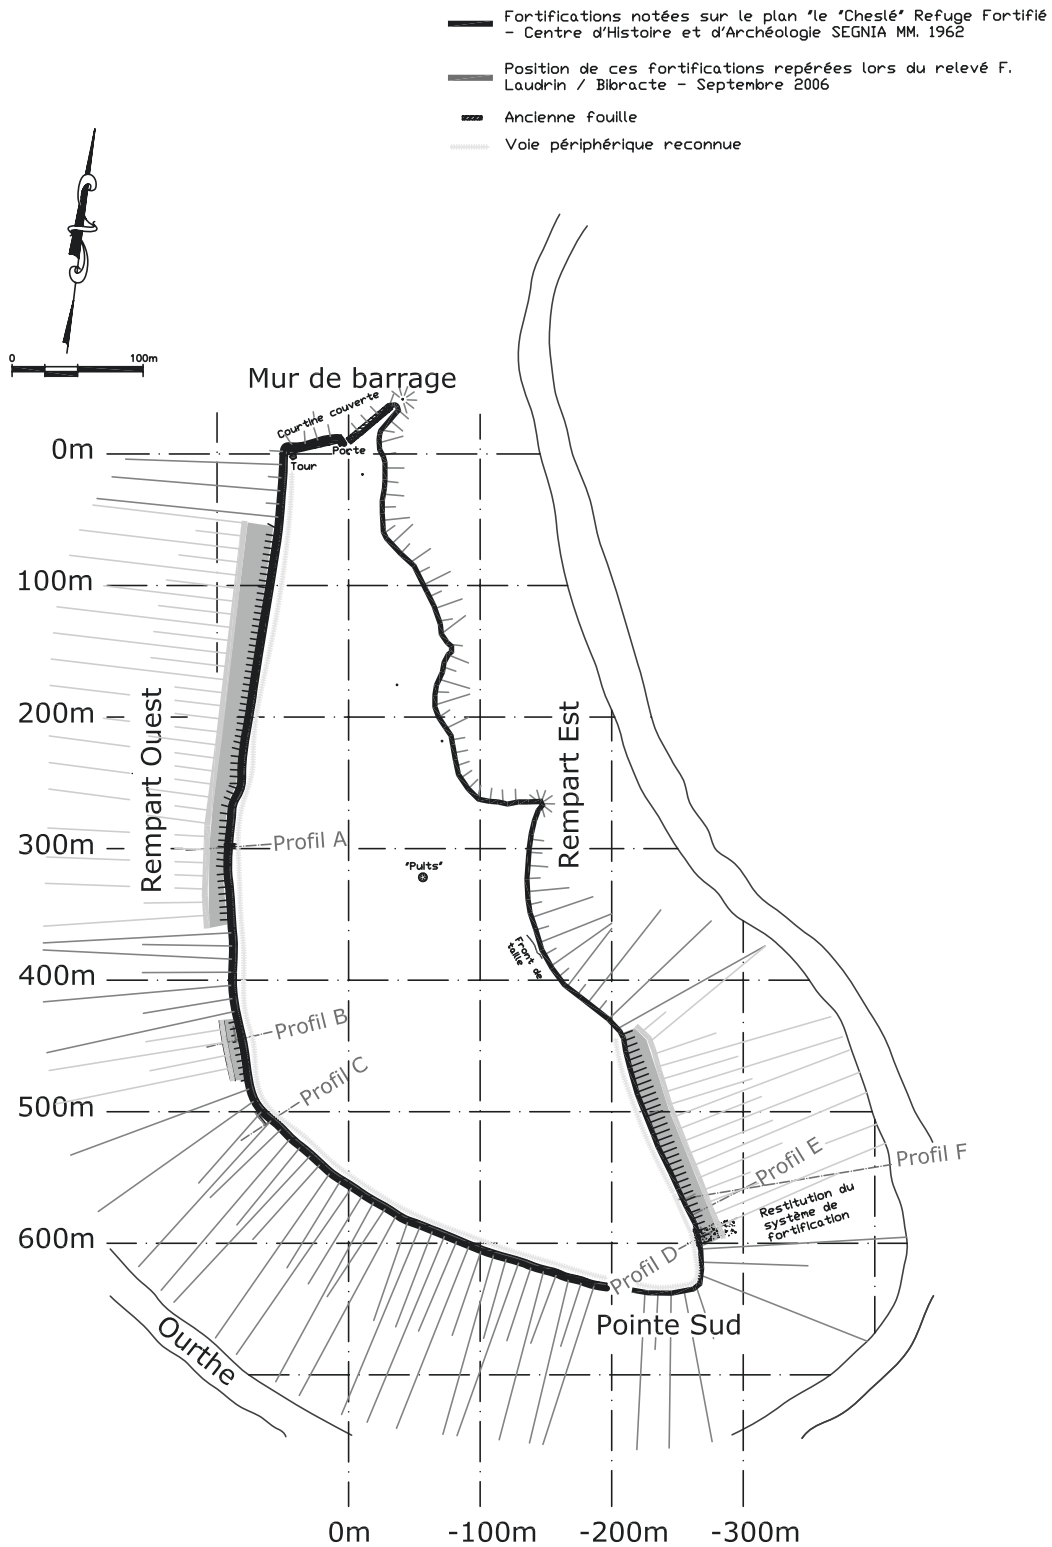 Fortifications notées sur le plan "le "Cheslé" Refuge Fortifié
- Centre d'Histoire et d'Archéologie SEGNIA MM. 1962
Position de ces fortifications repérées lors du relevé F.
Laudrin / Bibracte - Septembre 2006
Ancienne fouille
Voie périphérique reconnue
0
100m
Mur de barrage
Courtine couverte
Porte
Tour
0m
100m
200m
Rempart Ouest
Rempart Est
300m
Profil A
"Puits"
Front de
taille
400m
Profil B
Profil C
500m
Profil E
Profil F
Restitution du
système de
fortification
600m
Profil D
Pointe Sud
Ourthe
0m
-100m
-200m
-300m